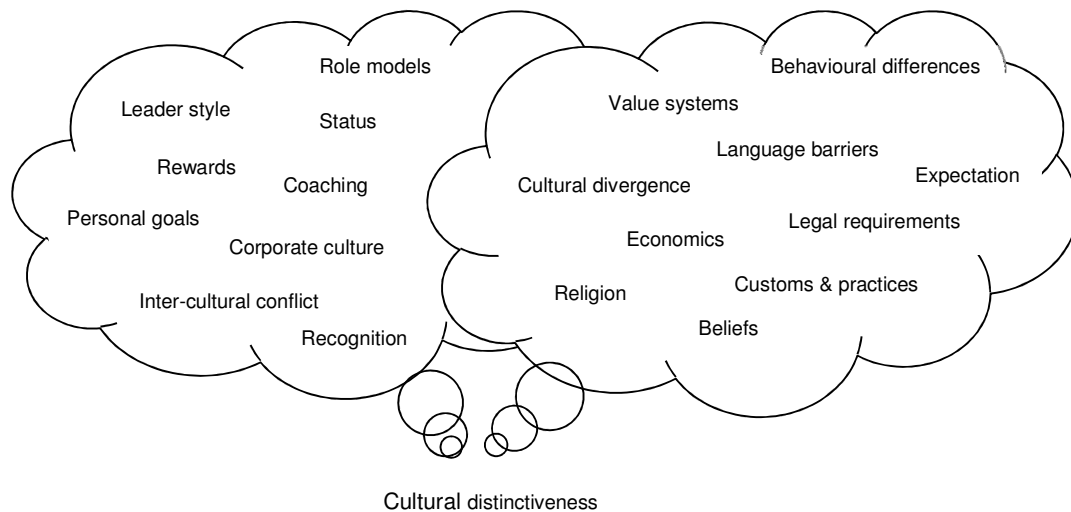 Role models
Leader style
Status
Rewards
Coaching
Personal goals
Corporate culture
Inter-cultural conflict
Recognition
Behavioural differences
Value systems
Language barriers
Expectation
Cultural divergence
Legal requirements
Economics
Customs & practices
Religion
Beliefs
Cultural distinctiveness